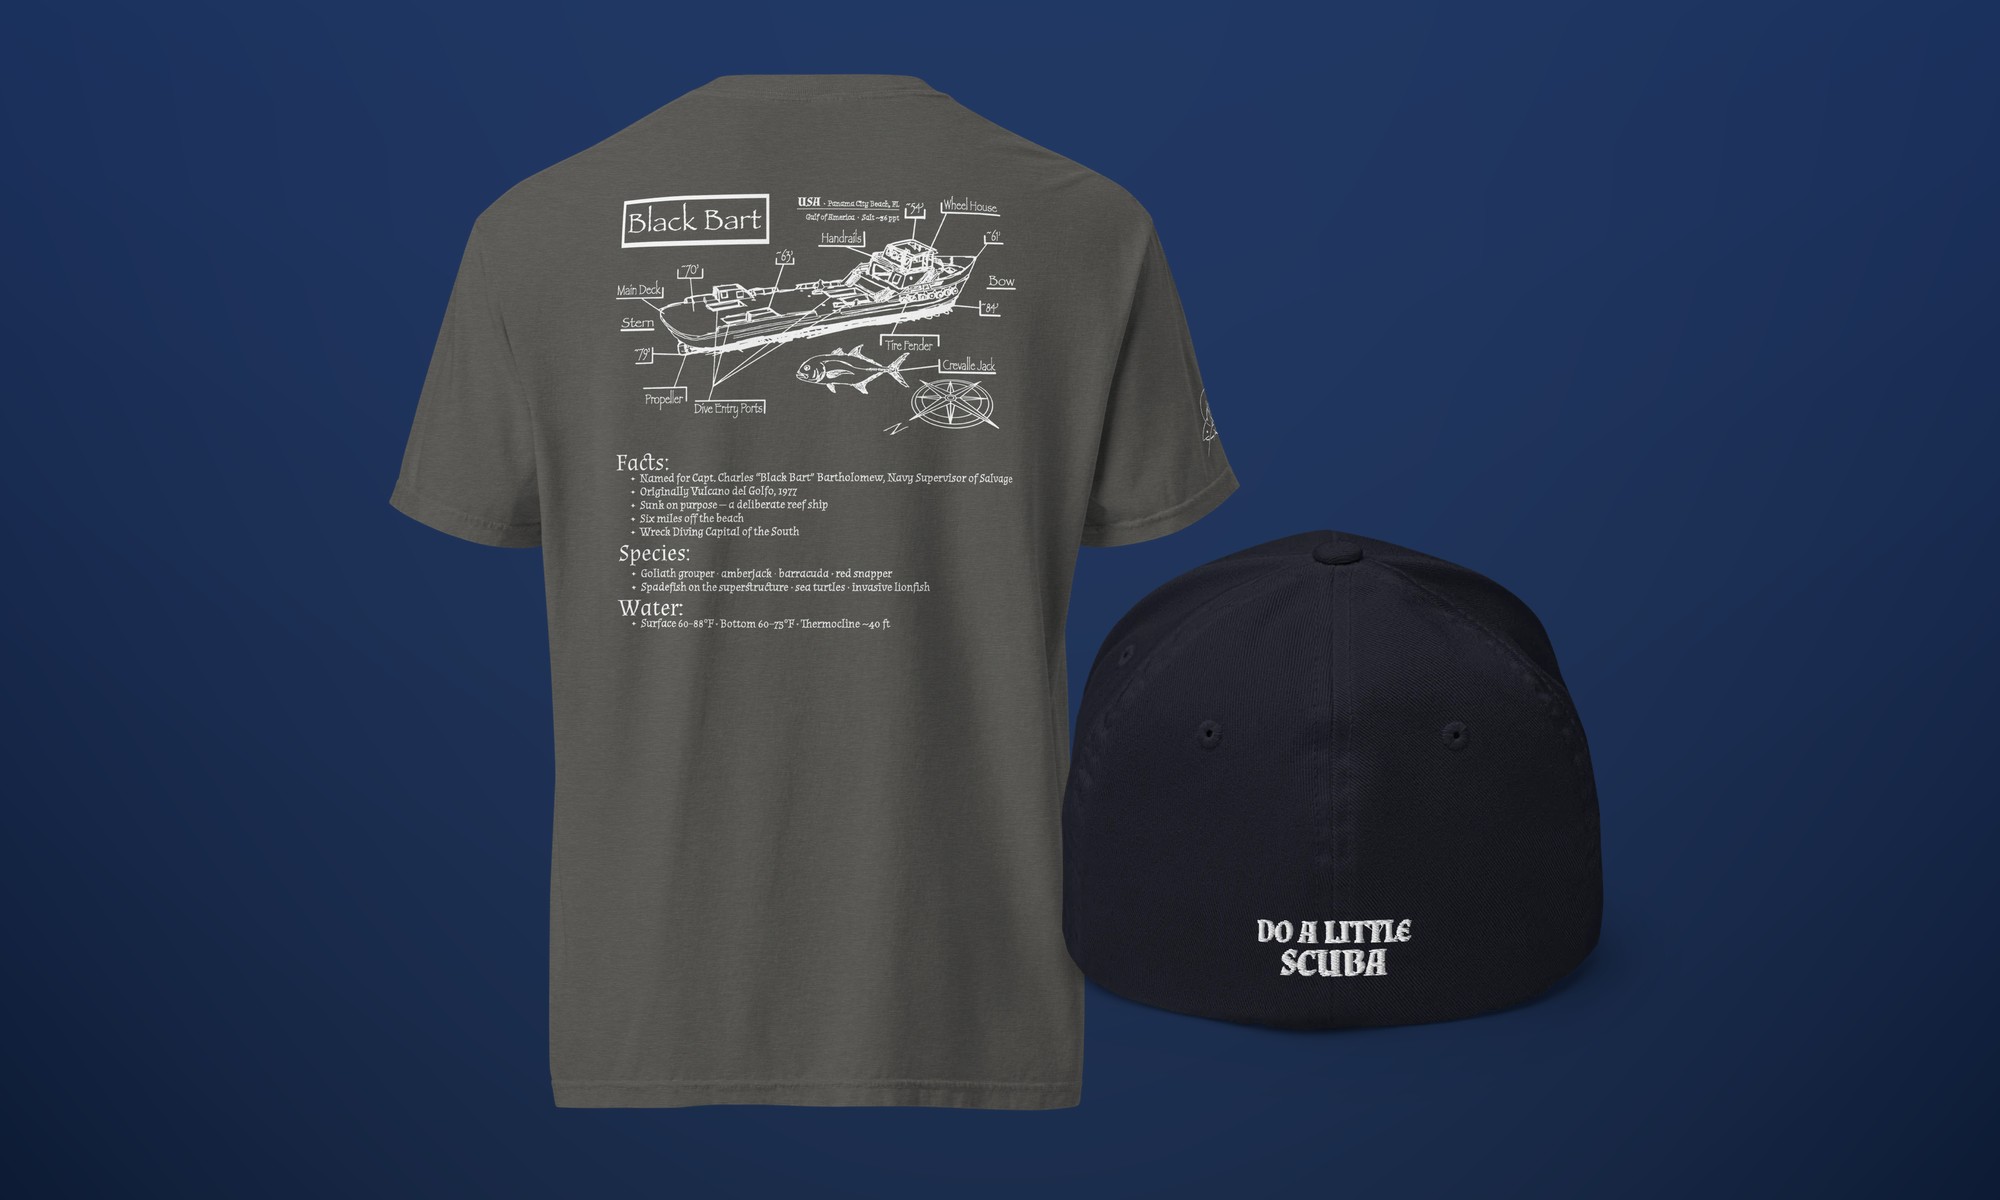 Black Bart
USA · Panama City Beach, FL
Gulf of America · Salt ~36 ppt
~54'
Wheel House
Handrails
~61'
~63'
~70'
Main Deck
Bow
Stern
~84'
79'
Tire Fender
Crevalle Jack
Propeller
Dive Entry Ports
N
Facts:
Named for Capt. Charles "Black Bart" Bartholomew, Navy Supervisor of Salvage
Originally Vulcano del Golfo, 1977
Sunk on purpose — a deliberate reef ship
Six miles off the beach
Wreck Diving Capital of the South
Species:
Goliath grouper · amberjack · barracuda · red snapper
Spadefish on the superstructure · sea turtles · invasive lionfish
Water:
Surface 60–88°F · Bottom 60–75°F · Thermocline ~40 ft
DO A LITTLE
SCUBA